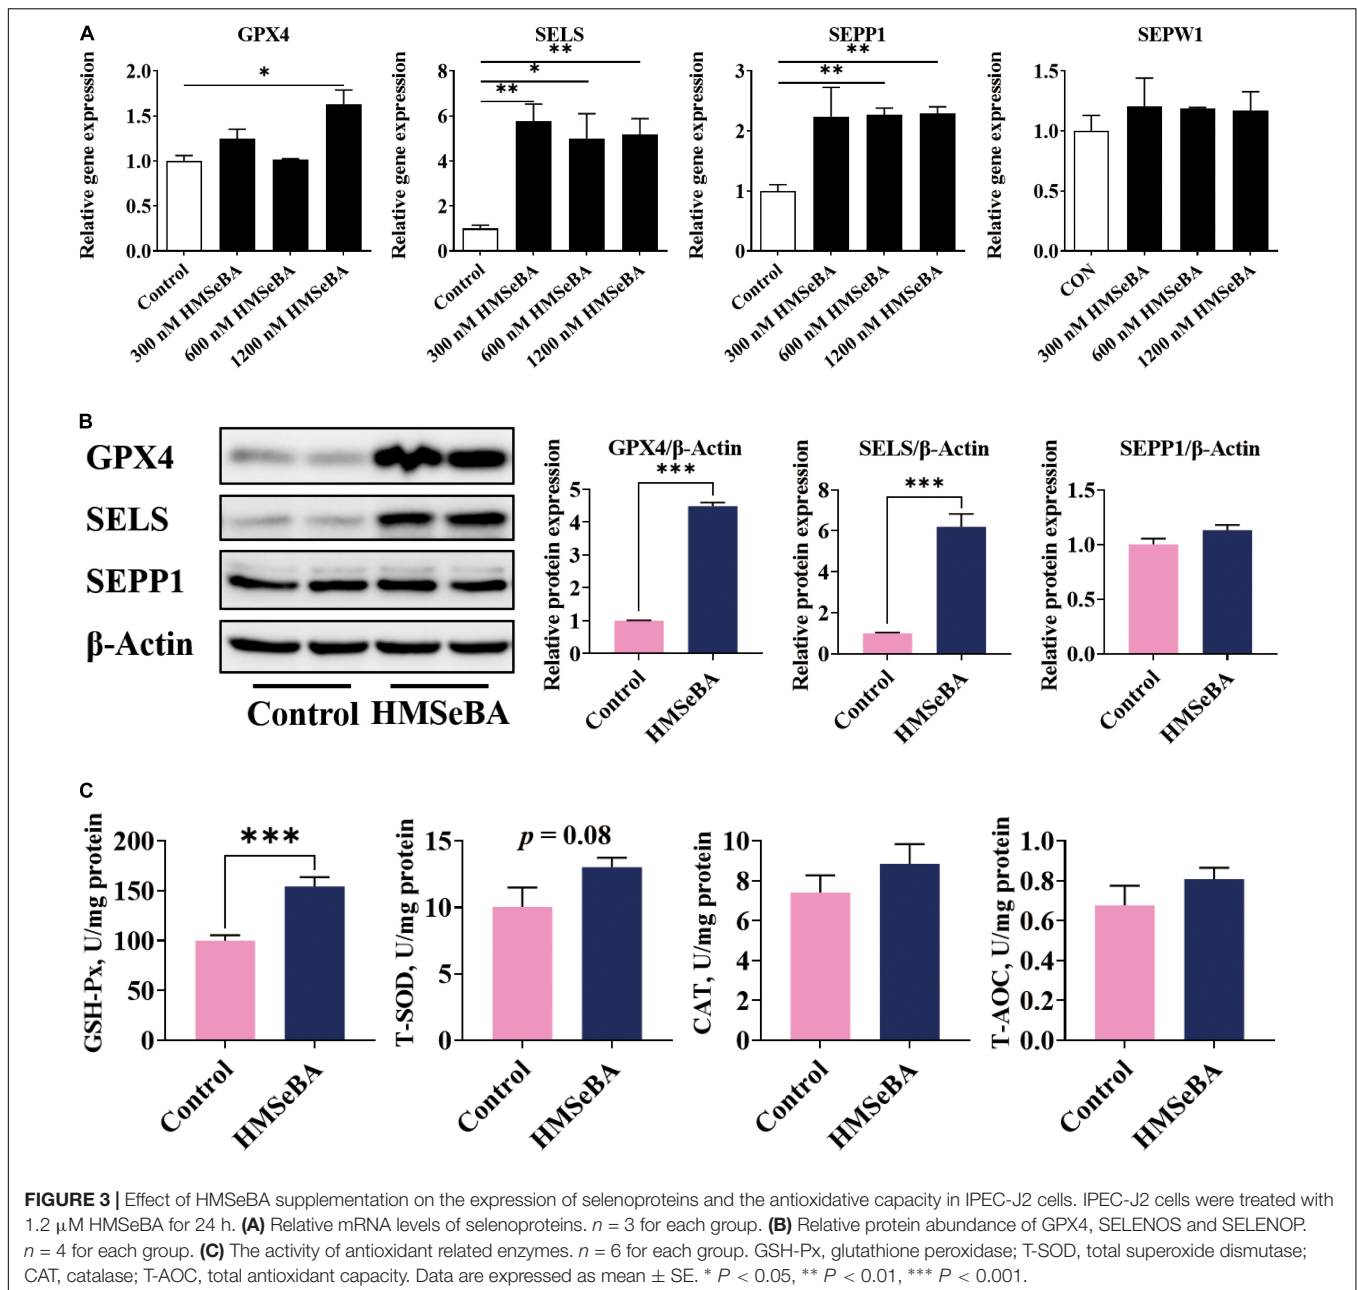 A
GPX4
SELS
SEPP1
SEPW1
Relative gene expression
2.0
1.5
1.0
0.5
0.0
*
Control
300 nM HMSeBA
600 nM HMSeBA
1200 nM HMSeBA
Relative gene expression
8
6
4
2
0
**
*
**
Control
300 nM HMSeBA
600 nM HMSeBA
1200 nM HMSeBA
Relative gene expression
3
2
1
0
**
**
Control
300 nM HMSeBA
600 nM HMSeBA
1200 nM HMSeBA
Relative gene expression
1.5
1.0
0.5
0.0
CON
300 nM HMSeBA
600 nM HMSeBA
1200 nM HMSeBA
B
GPX4
SELS
SEPP1
β-Actin
Control HMSeBA
GPX4/β-Actin
***
Relative protein expression
5
4
3
2
1
0
Control
HMSeBA
SELS/β-Actin
***
Relative protein expression
8
6
4
2
0
Control
HMSeBA
SEPP1/β-Actin
Relative protein expression
1.5
1.0
0.5
0.0
Control
HMSeBA
C
GSH-Px, U/mg protein
200
150
100
50
0
***
Control
HMSeBA
T-SOD, U/mg protein
15
10
5
0
p = 0.08
Control
HMSeBA
CAT, U/mg protein
10
8
6
4
2
0
Control
HMSeBA
T-AOC, U/mg protein
1.0
0.8
0.6
0.4
0.2
0.0
Control
HMSeBA
FIGURE 3 | Effect of HMSeBA supplementation on the expression of selenoproteins and the antioxidative capacity in IPEC-J2 cells. IPEC-J2 cells were treated with
1.2 μM HMSeBA for 24 h. (A) Relative mRNA levels of selenoproteins. n = 3 for each group. (B) Relative protein abundance of GPX4, SELENOS and SELENOP.
n = 4 for each group. (C) The activity of antioxidant related enzymes. n = 6 for each group. GSH-Px, glutathione peroxidase; T-SOD, total superoxide dismutase;
CAT, catalase; T-AOC, total antioxidant capacity. Data are expressed as mean ± SE. * P < 0.05, ** P < 0.01, *** P < 0.001.